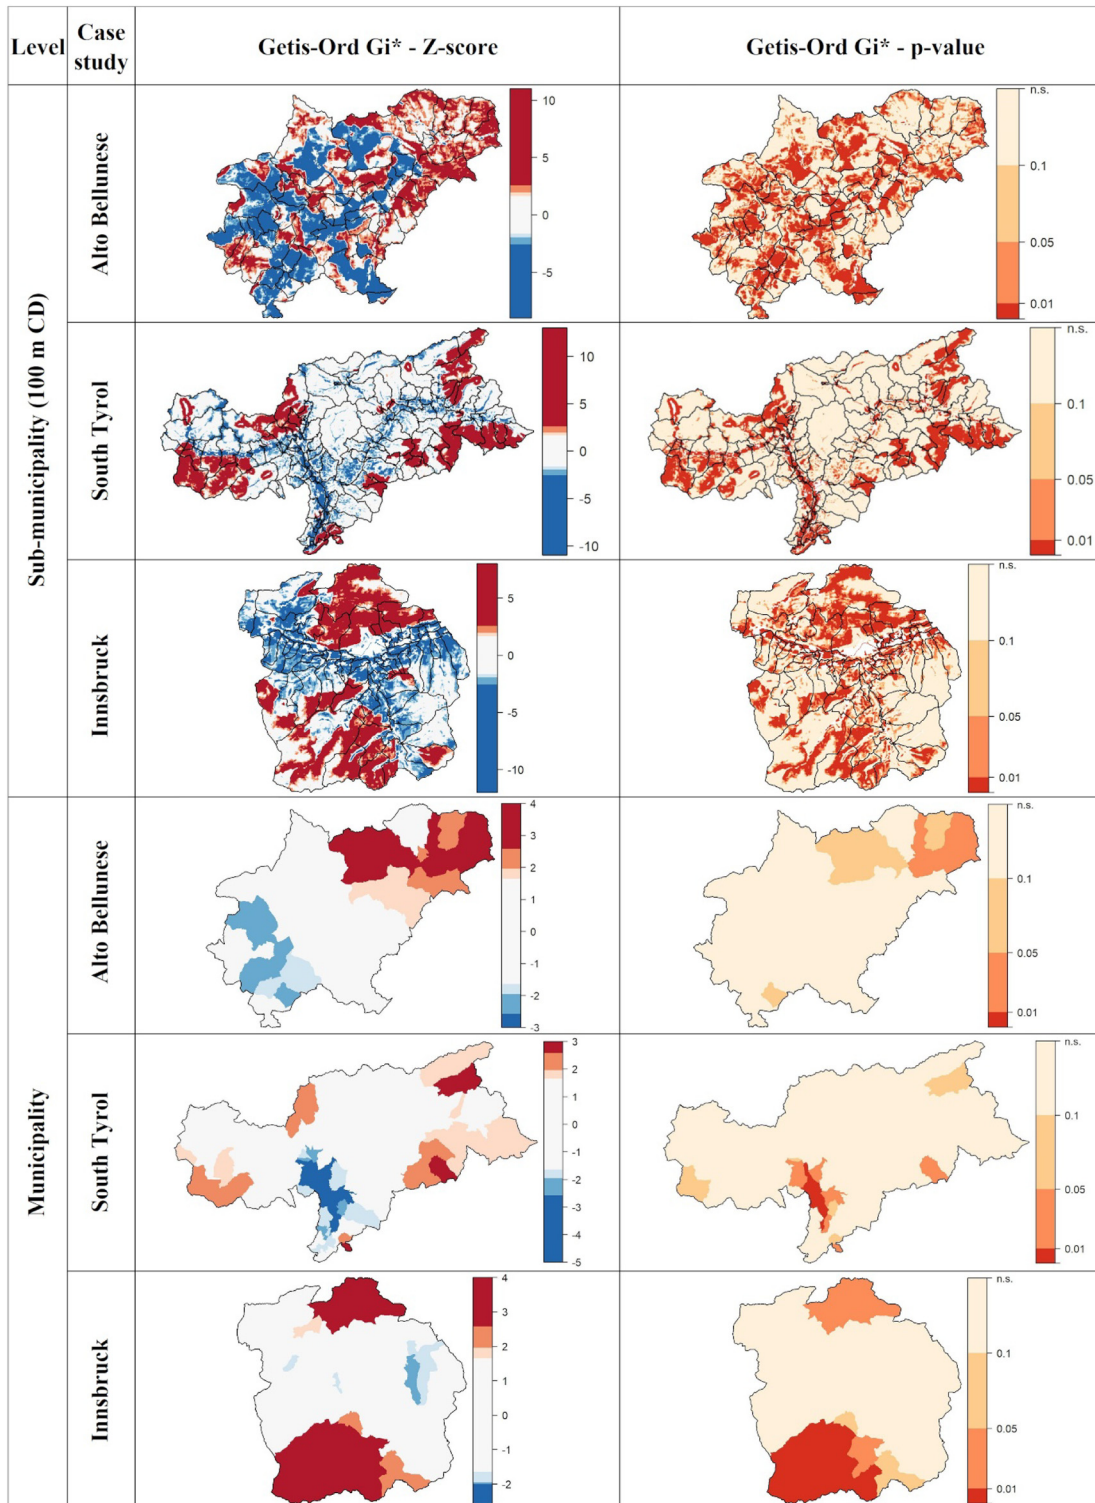 Level
Case
study
Getis-Ord Gi* - Z-score
Getis-Ord Gi* - p-value
Sub-municipality (100 m CD)
Alto Bellunese
10
5
0
-5
n.s.
0.1
0.05
0.01
South Tyrol
10
5
0
-5
-10
n.s.
0.1
0.05
0.01
Innsbruck
5
0
-5
-10
n.s.
0.1
0.05
0.01
Municipality
Alto Bellunese
4
3
2
1
0
-1
-2
-3
n.s.
0.1
0.05
0.01
South Tyrol
3
2
1
0
-1
-2
-3
-4
-5
n.s.
0.1
0.05
0.01
Innsbruck
4
3
2
1
0
-1
-2
n.s.
0.1
0.05
0.01